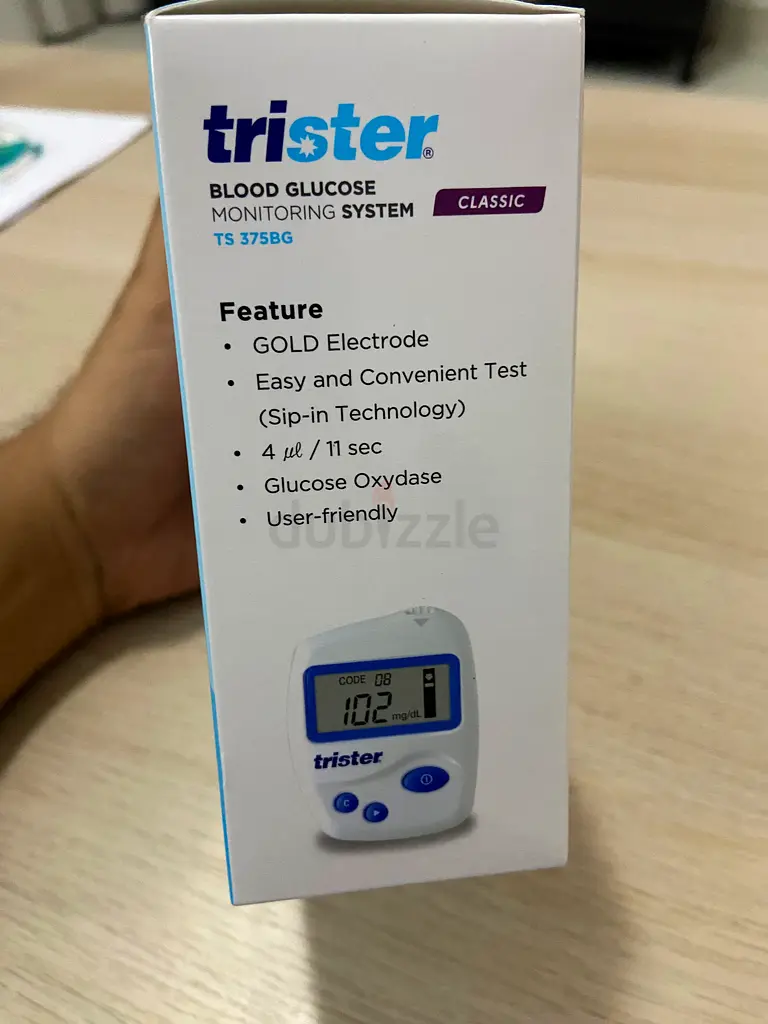 trister®
BLOOD GLUCOSE
MONITORING SYSTEM
CLASSIC
TS 375BG
Feature
• GOLD Electrode
• Easy and Convenient Test
(Sip-in Technology)
• 4 ㎕ / 11 sec
• Glucose Oxydase
• User-friendly
dubizzle
CODE 08
102 mg/dL
trister
C